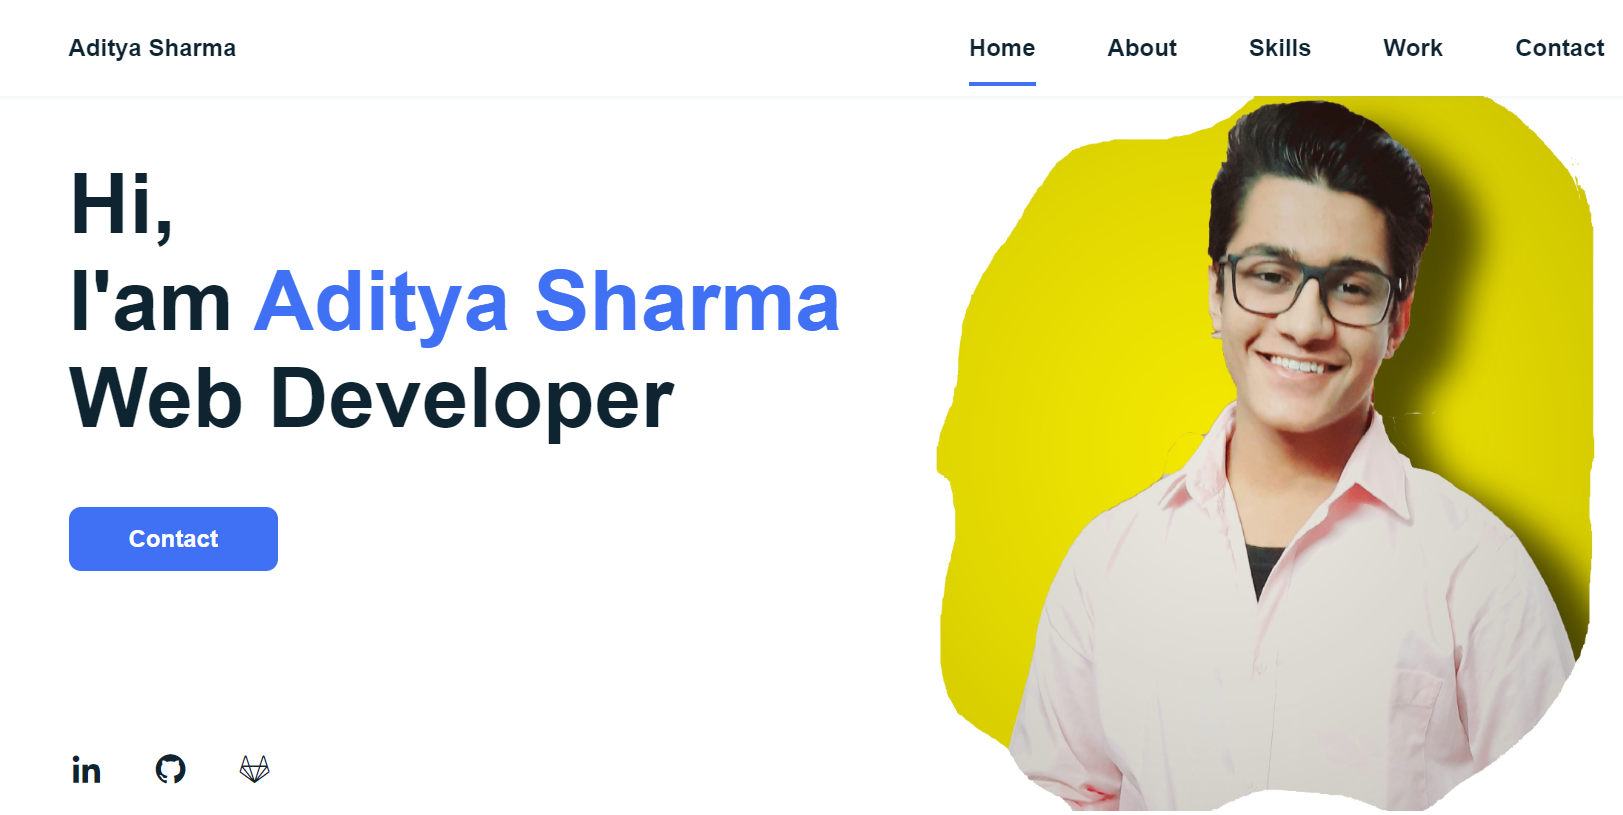 Aditya Sharma
Home About Skills Work Contact
Hi,
I'am Aditya Sharma
Web Developer
Contact
in